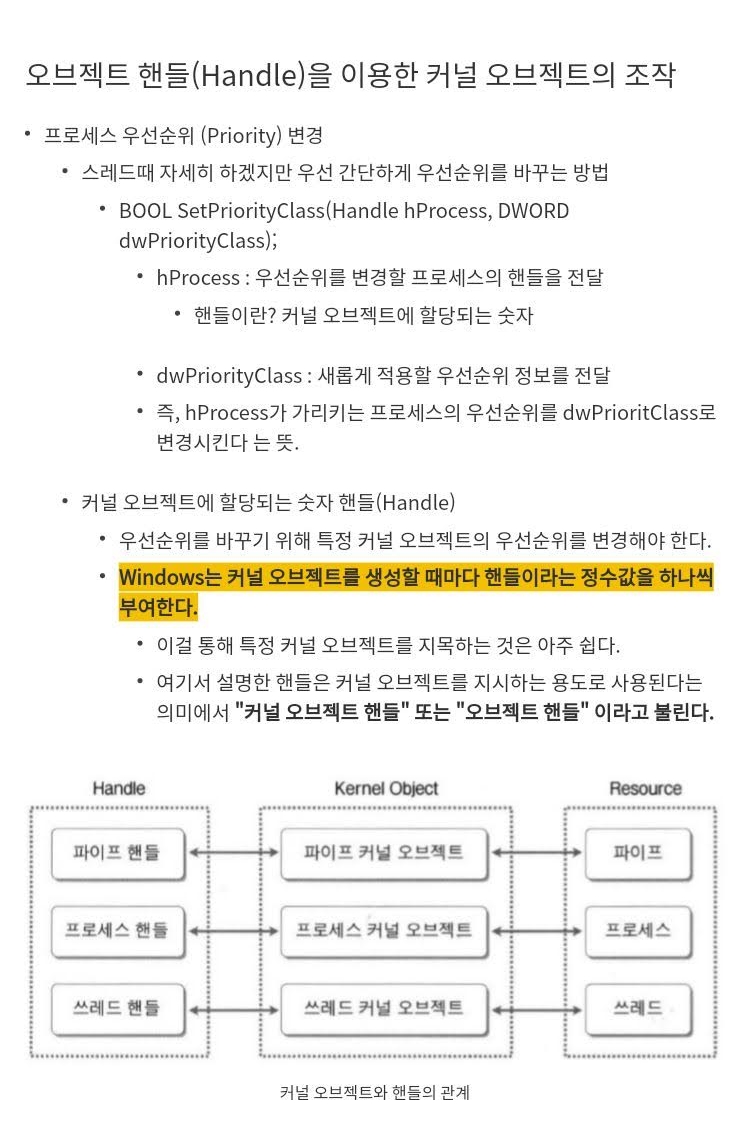 오브젝트 핸들(Handle)을 이용한 커널 오브젝트의 조작
• 프로세스 우선순위 (Priority) 변경
• 스레드때 자세히 하겠지만 우선 간단하게 우선순위를 바꾸는 방법
• BOOL SetPriorityClass(Handle hProcess, DWORD
dwPriorityClass);
• hProcess : 우선순위를 변경할 프로세스의 핸들을 전달
• 핸들이란? 커널 오브젝트에 할당되는 숫자
• dwPriorityClass : 새롭게 적용할 우선순위 정보를 전달
• 즉, hProcess가 가리키는 프로세스의 우선순위를 dwPrioritClass로
변경시킨다 는 뜻.
• 커널 오브젝트에 할당되는 숫자 핸들(Handle)
• 우선순위를 바꾸기 위해 특정 커널 오브젝트의 우선순위를 변경해야 한다.
• Windows는 커널 오브젝트를 생성할 때마다 핸들이라는 정수값을 하나씩
부여한다.
• 이걸 통해 특정 커널 오브젝트를 지목하는 것은 아주 쉽다.
• 여기서 설명한 핸들은 커널 오브젝트를 지시하는 용도로 사용된다는
의미에서 "커널 오브젝트 핸들" 또는 "오브젝트 핸들" 이라고 불린다.
Handle Kernel Object Resource
파이프 핸들 파이프 커널 오브젝트 파이프
프로세스 핸들 프로세스 커널 오브젝트 프로세스
쓰레드 핸들 쓰레드 커널 오브젝트 쓰레드
커널 오브젝트와 핸들의 관계